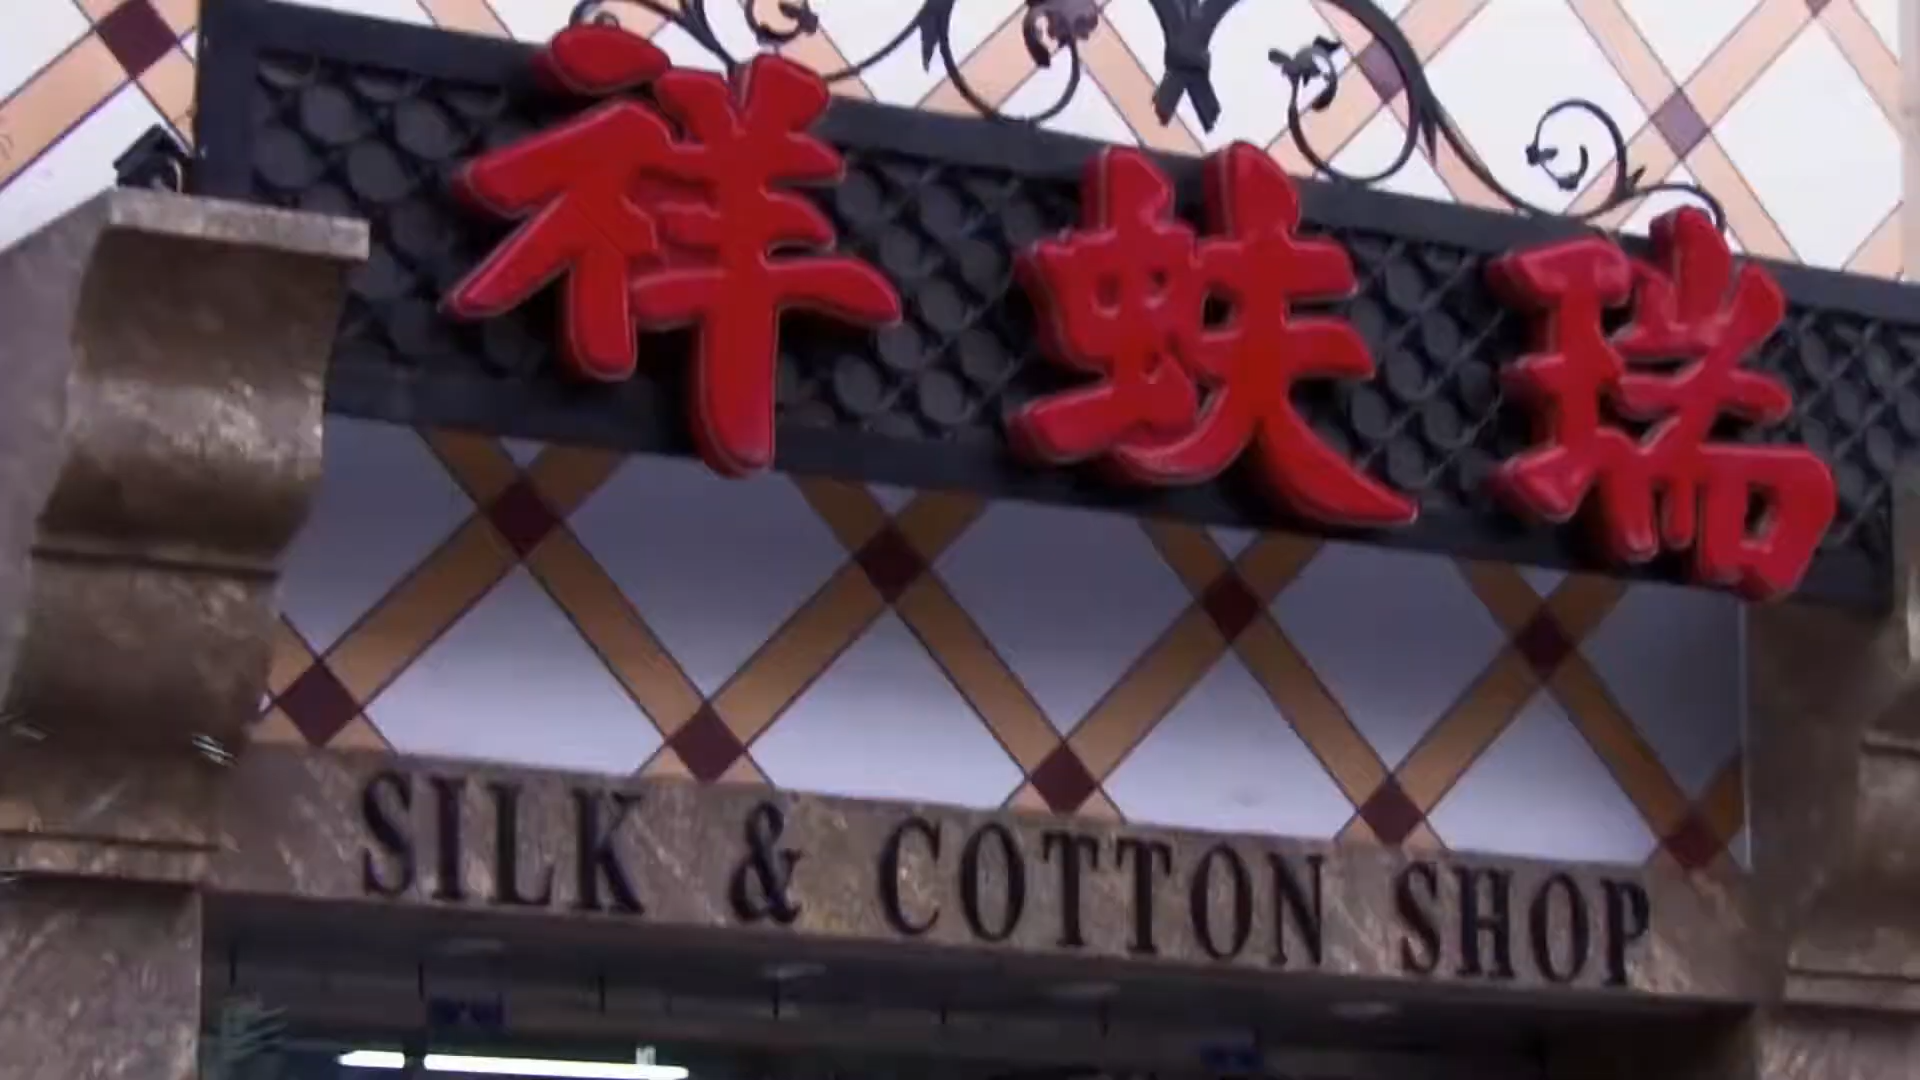 祥蚨瑞
SILK & COTTON SHOP